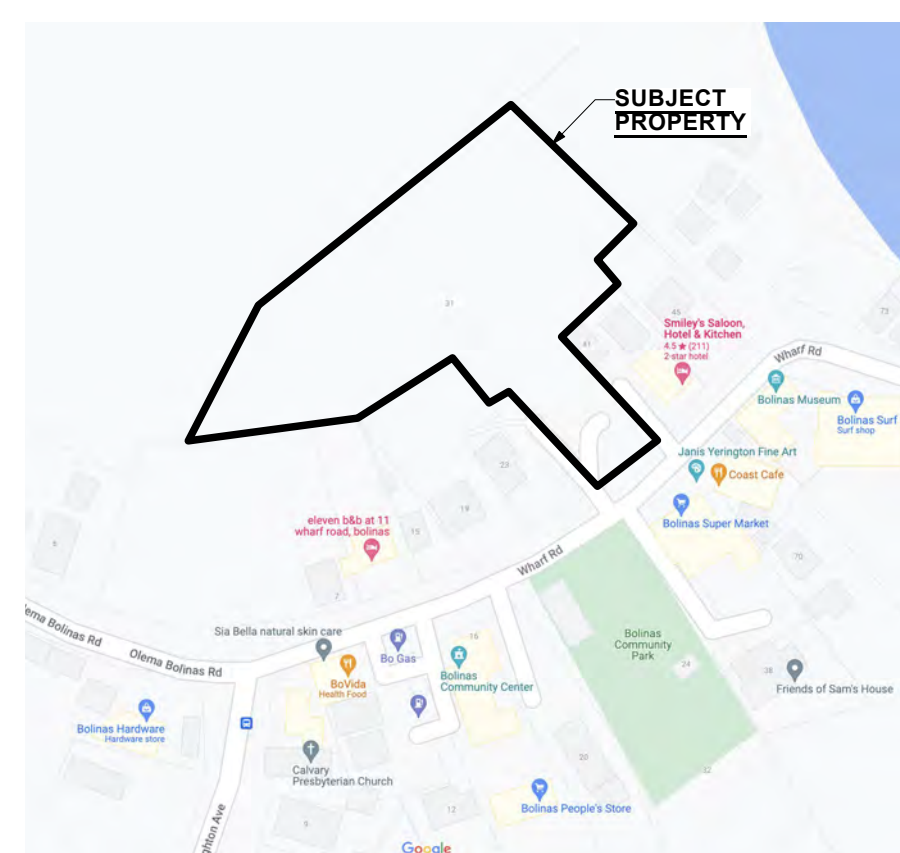 SUBJECT
PROPERTY
31
45
73
Smiley's Saloon,
Hotel & Kitchen
4.5 ★ (211)
2-star hotel
41
Wharf Rd
Bolinas Museum
Bolinas Surf
Surf shop
Janis Yerington Fine Art
Coast Cafe
23
Bolinas Super Market
19
eleven b&b at 11
wharf road, bolinas
15
6
7
Wharf Rd
70
Olema Bolinas Rd
ema Bolinas Rd
Sia Bella natural skin care
Bo Gas
16
Bolinas
Community
Park
24
38
BoVida
Health Food
Bolinas
Community Center
Friends of Sam's House
Bolinas Hardware
Hardware store
Calvary
Presbyterian Church
20
32
Bolinas People's Store
12
9
ghton Ave
Google